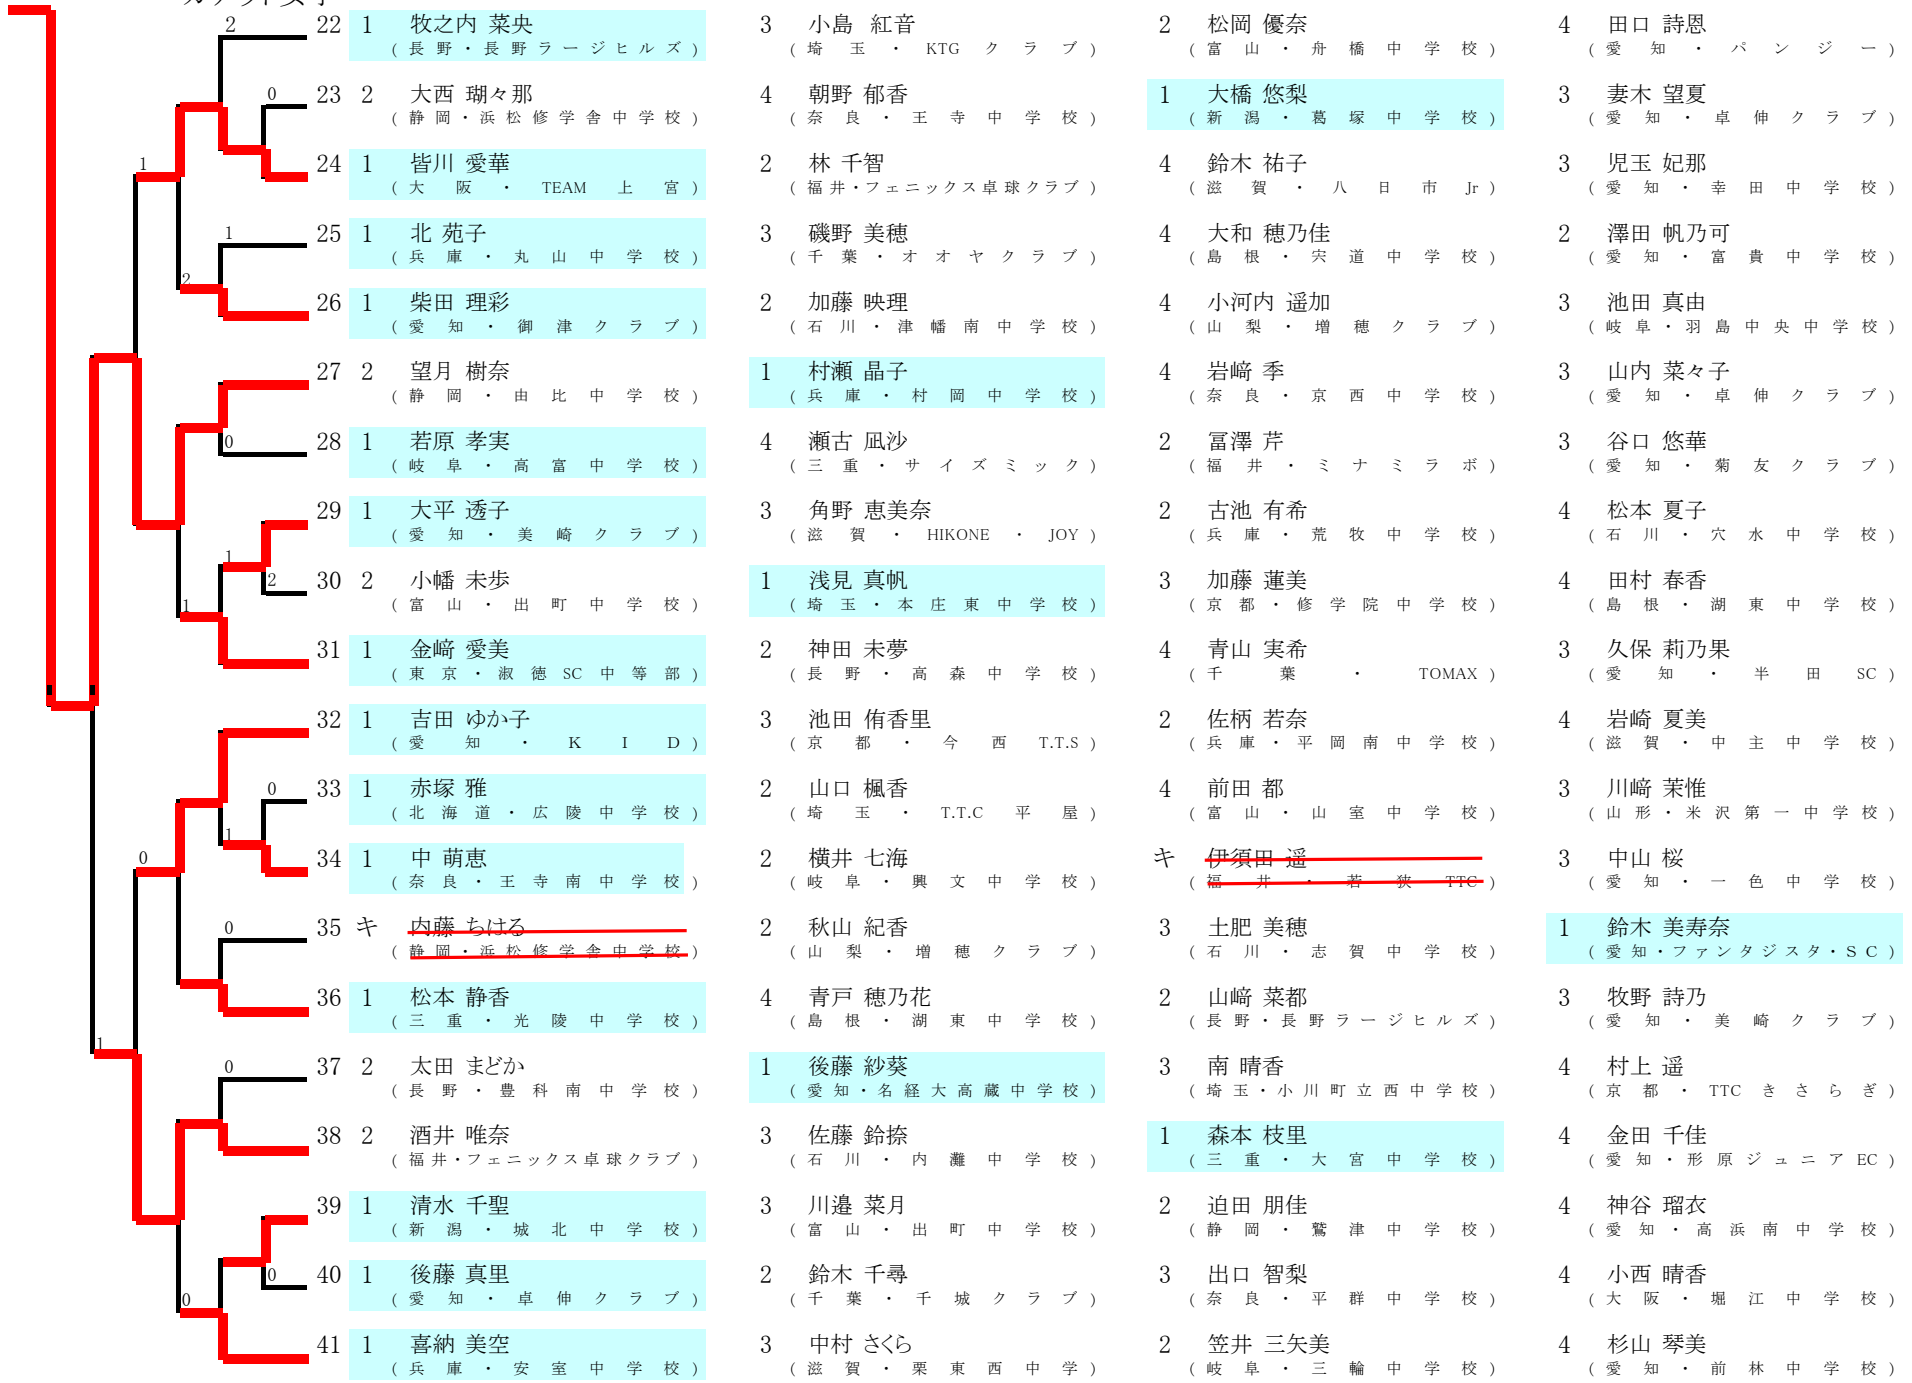 22 1 牧之内 菜央 3 小島 紅音 2 松岡 優奈 4 田口 詩恩
2 (長野・長野ラージヒルズ) (埼玉・KTGクラブ) (富山・舟橋中学校) (愛知・パンジー)
23 2 大西 瑚々那 4 朝野 郁香 1 大橋 悠梨 3 妻木 望夏
0 (静岡・浜松修学舎中学校) (奈良・王寺中学校) (新潟・葛塚中学校) (愛知・卓伸クラブ)
24 1 皆川 愛華 2 林 千智 4 鈴木 祐子 3 児玉 妃那
1 (大阪・TEAM上宮) (福井・フェニックス卓球クラブ) (滋賀・八日市Jr) (愛知・幸田中学校)
25 1 北 苑子 3 磯野 美穂 4 大和 穂乃佳 2 澤田 帆乃可
1 (兵庫・丸山中学校) (千葉・オオヤクラブ) (島根・宍道中学校) (愛知・富貴中学校)
2
26 1 柴田 理彩 2 加藤 映理 4 小河内 遥加 3 池田 真由
(愛知・御津クラブ) (石川・津幡南中学校) (山梨・増穂クラブ) (岐阜・羽島中央中学校)
27 2 望月 樹奈 1 村瀬 晶子 4 岩﨑 季 3 山内 菜々子
(静岡・由比中学校) (兵庫・村岡中学校) (奈良・京西中学校) (愛知・卓伸クラブ)
0 28 1 若原 孝実 4 瀬古 凪沙 2 冨澤 芹 3 谷口 悠華
(岐阜・高富中学校) (三重・サイズミック) (福井・ミナミラボ) (愛知・菊友クラブ)
29 1 大平 透子 3 角野 恵美奈 2 古池 有希 4 松本 夏子
(愛知・美崎クラブ) (滋賀・HIKONE・JOY) (兵庫・荒牧中学校) (石川・穴水中学校)
1
2 30 2 小幡 未歩 1 浅見 真帆 3 加藤 蓮美 4 田村 春香
1 (富山・出町中学校) (埼玉・本庄東中学校) (京都・修学院中学校) (島根・湖東中学校)
31 1 金﨑 愛美 2 神田 未夢 4 青山 実希 3 久保 莉乃果
(東京・淑徳SC中等部) (長野・高森中学校) (千葉・TOMAX) (愛知・半田SC)
32 1 吉田 ゆか子 3 池田 侑香里 2 佐柄 若奈 4 岩崎 夏美
(愛知・KID) (京都・今西T.T.S) (兵庫・平岡南中学校) (滋賀・中主中学校)
0 33 1 赤塚 雅 2 山口 楓香 4 前田 都 3 川﨑 茉惟
(北海道・広陵中学校) (埼玉・T.T.C平屋) (富山・山室中学校) (山形・米沢第一中学校)
1
0 34 1 中 萌恵 2 横井 七海 キ 伊須田 遥 3 中山 桜
(奈良・王寺南中学校) (岐阜・興文中学校) (福井・若狭TTC) (愛知・一色中学校)
0 35 キ 内藤 ちはる 2 秋山 紀香 3 土肥 美穂 1 鈴木 美寿奈
(静岡・浜松修学舎中学校) (山梨・増穂クラブ) (石川・志賀中学校) (愛知・ファンタジスタ・SC)
36 1 松本 静香 4 青戸 穂乃花 2 山﨑 菜都 3 牧野 詩乃
(三重・光陵中学校) (島根・湖東中学校) (長野・長野ラージヒルズ) (愛知・美崎クラブ)
1
0 37 2 太田 まどか 1 後藤 紗葵 3 南 晴香 4 村上 遥
(長野・豊科南中学校) (愛知・名経大高蔵中学校) (埼玉・小川町立西中学校) (京都・TTCきさらぎ)
38 2 酒井 唯奈 3 佐藤 鈴捺 1 森本 枝里 4 金田 千佳
(福井・フェニックス卓球クラブ) (石川・内灘中学校) (三重・大宮中学校) (愛知・形原ジュニアEC)
39 1 清水 千聖 3 川邉 菜月 2 迫田 朋佳 4 神谷 瑠衣
(新潟・城北中学校) (富山・出町中学校) (静岡・鷲津中学校) (愛知・高浜南中学校)
0 40 1 後藤 真里 2 鈴木 千尋 3 出口 智梨 4 小西 晴香
0 (愛知・卓伸クラブ) (千葉・千城クラブ) (奈良・平群中学校) (大阪・堀江中学校)
41 1 喜納 美空 3 中村 さくら 2 笠井 三矢美 4 杉山 琴美
(兵庫・安室中学校) (滋賀・栗東西中学) (岐阜・三輪中学校) (愛知・前林中学校)